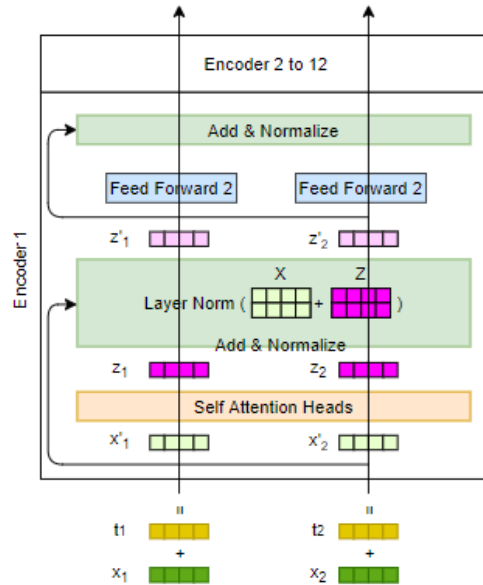 Encoder 2 to 12
Add & Normalize
Feed Forward 2 Feed Forward 2
z'1 z'2
X Z
Layer Norm ( + )
Add & Normalize
z1 z2
Self Attention Heads
x'1 x'2
Encoder 1
= =
t1 t2
+ +
x1 x2